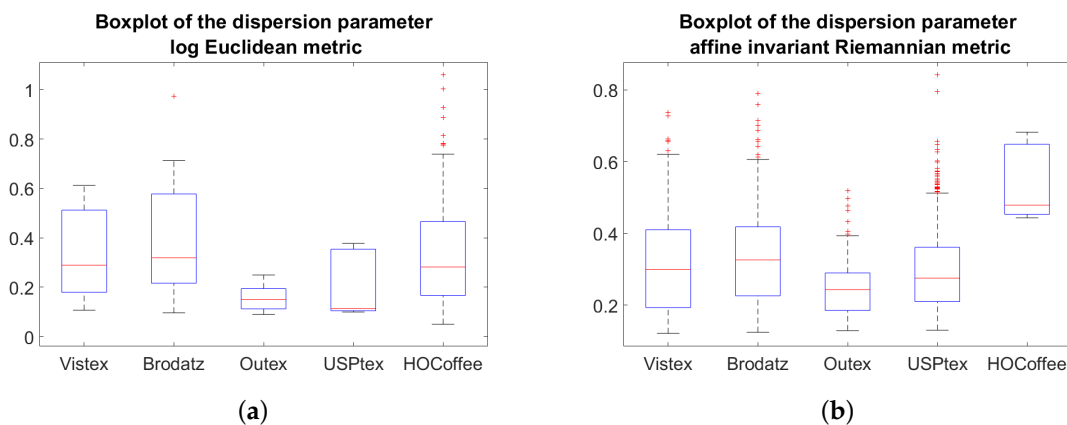 Boxplot of the dispersion parameter
log Euclidean metric
1
0.8
0.6
0.4
0.2
0
Vistex Brodatz Outex USPtex HOCoffee
(a)
Boxplot of the dispersion parameter
affine invariant Riemannian metric
0.8
0.6
0.4
0.2
Vistex Brodatz Outex USPtex HOCoffee
(b)